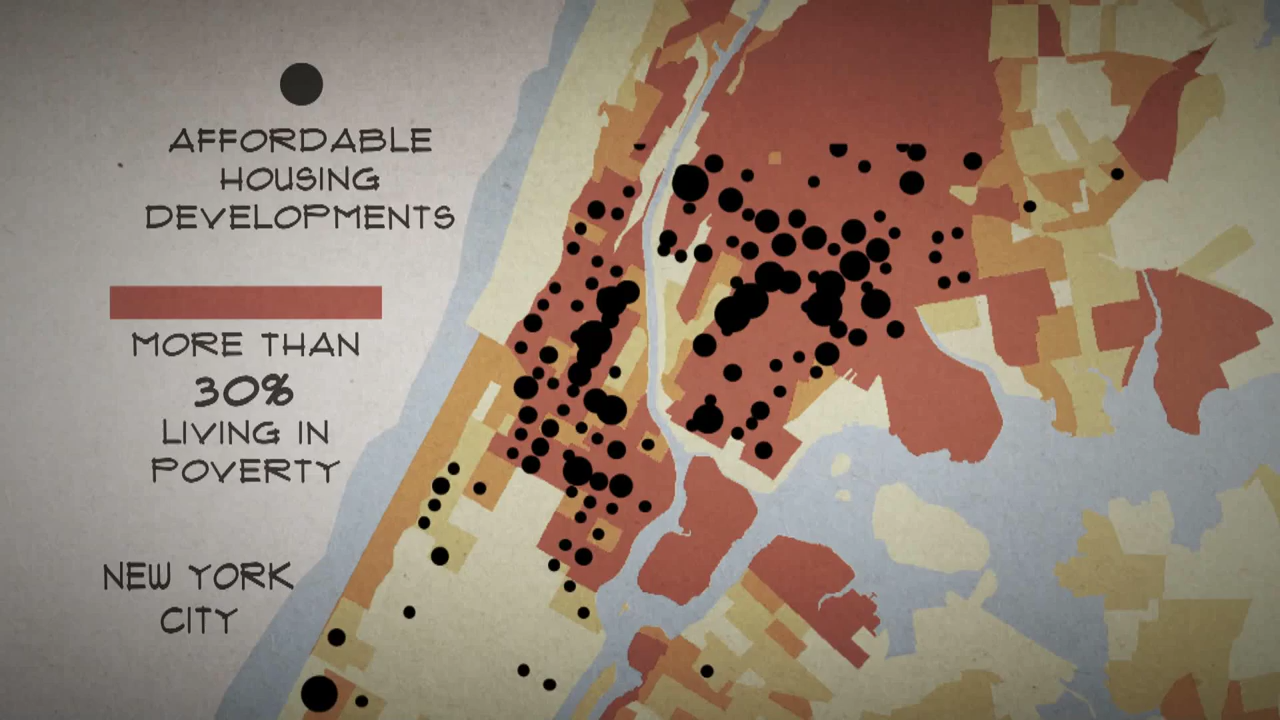 AFFORDABLE
HOUSING
DEVELOPMENTS
MORE THAN
30%
LIVING IN
POVERTY
NEW YORK
CITY